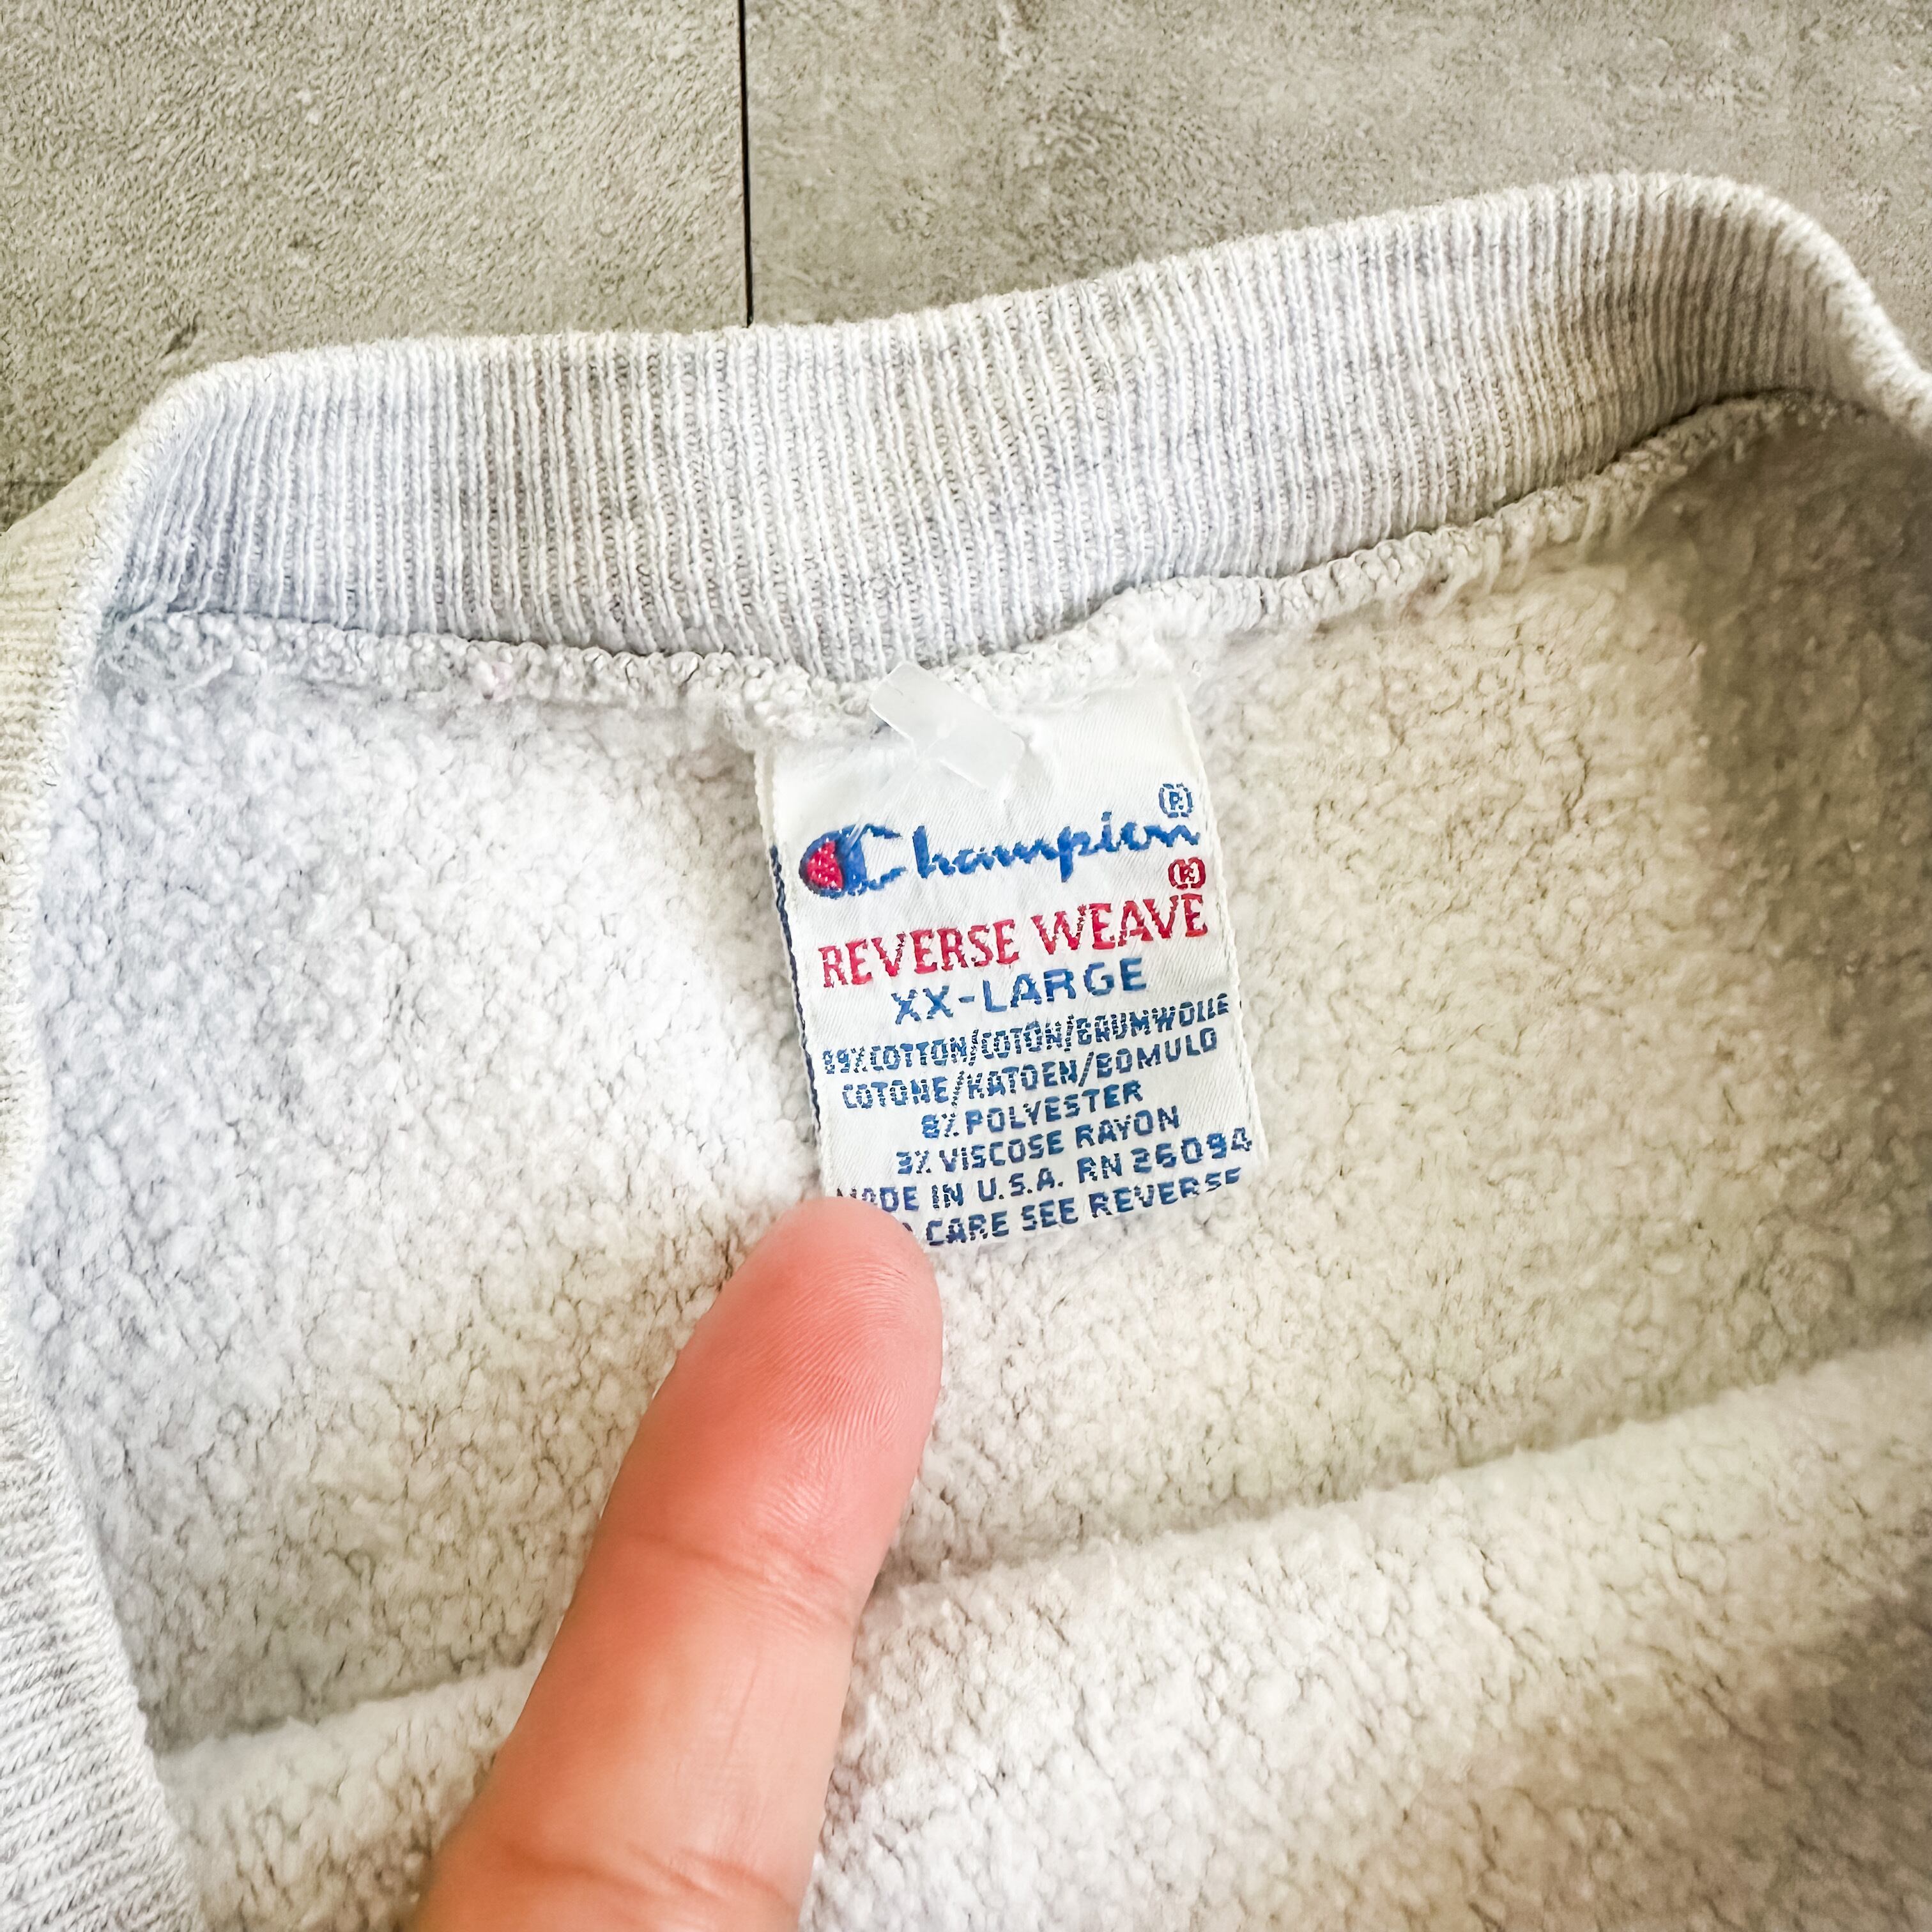 Champion®
®
REVERSE WEAVE
XX-LARGE
89% COTTON/COTON/BAUMWOLLE
COTONE/KATOEN/BOMULD
8% POLYESTER
3% VISCOSE RAYON
MADE IN U.S.A. RN 26094
CARE SEE REVERSE